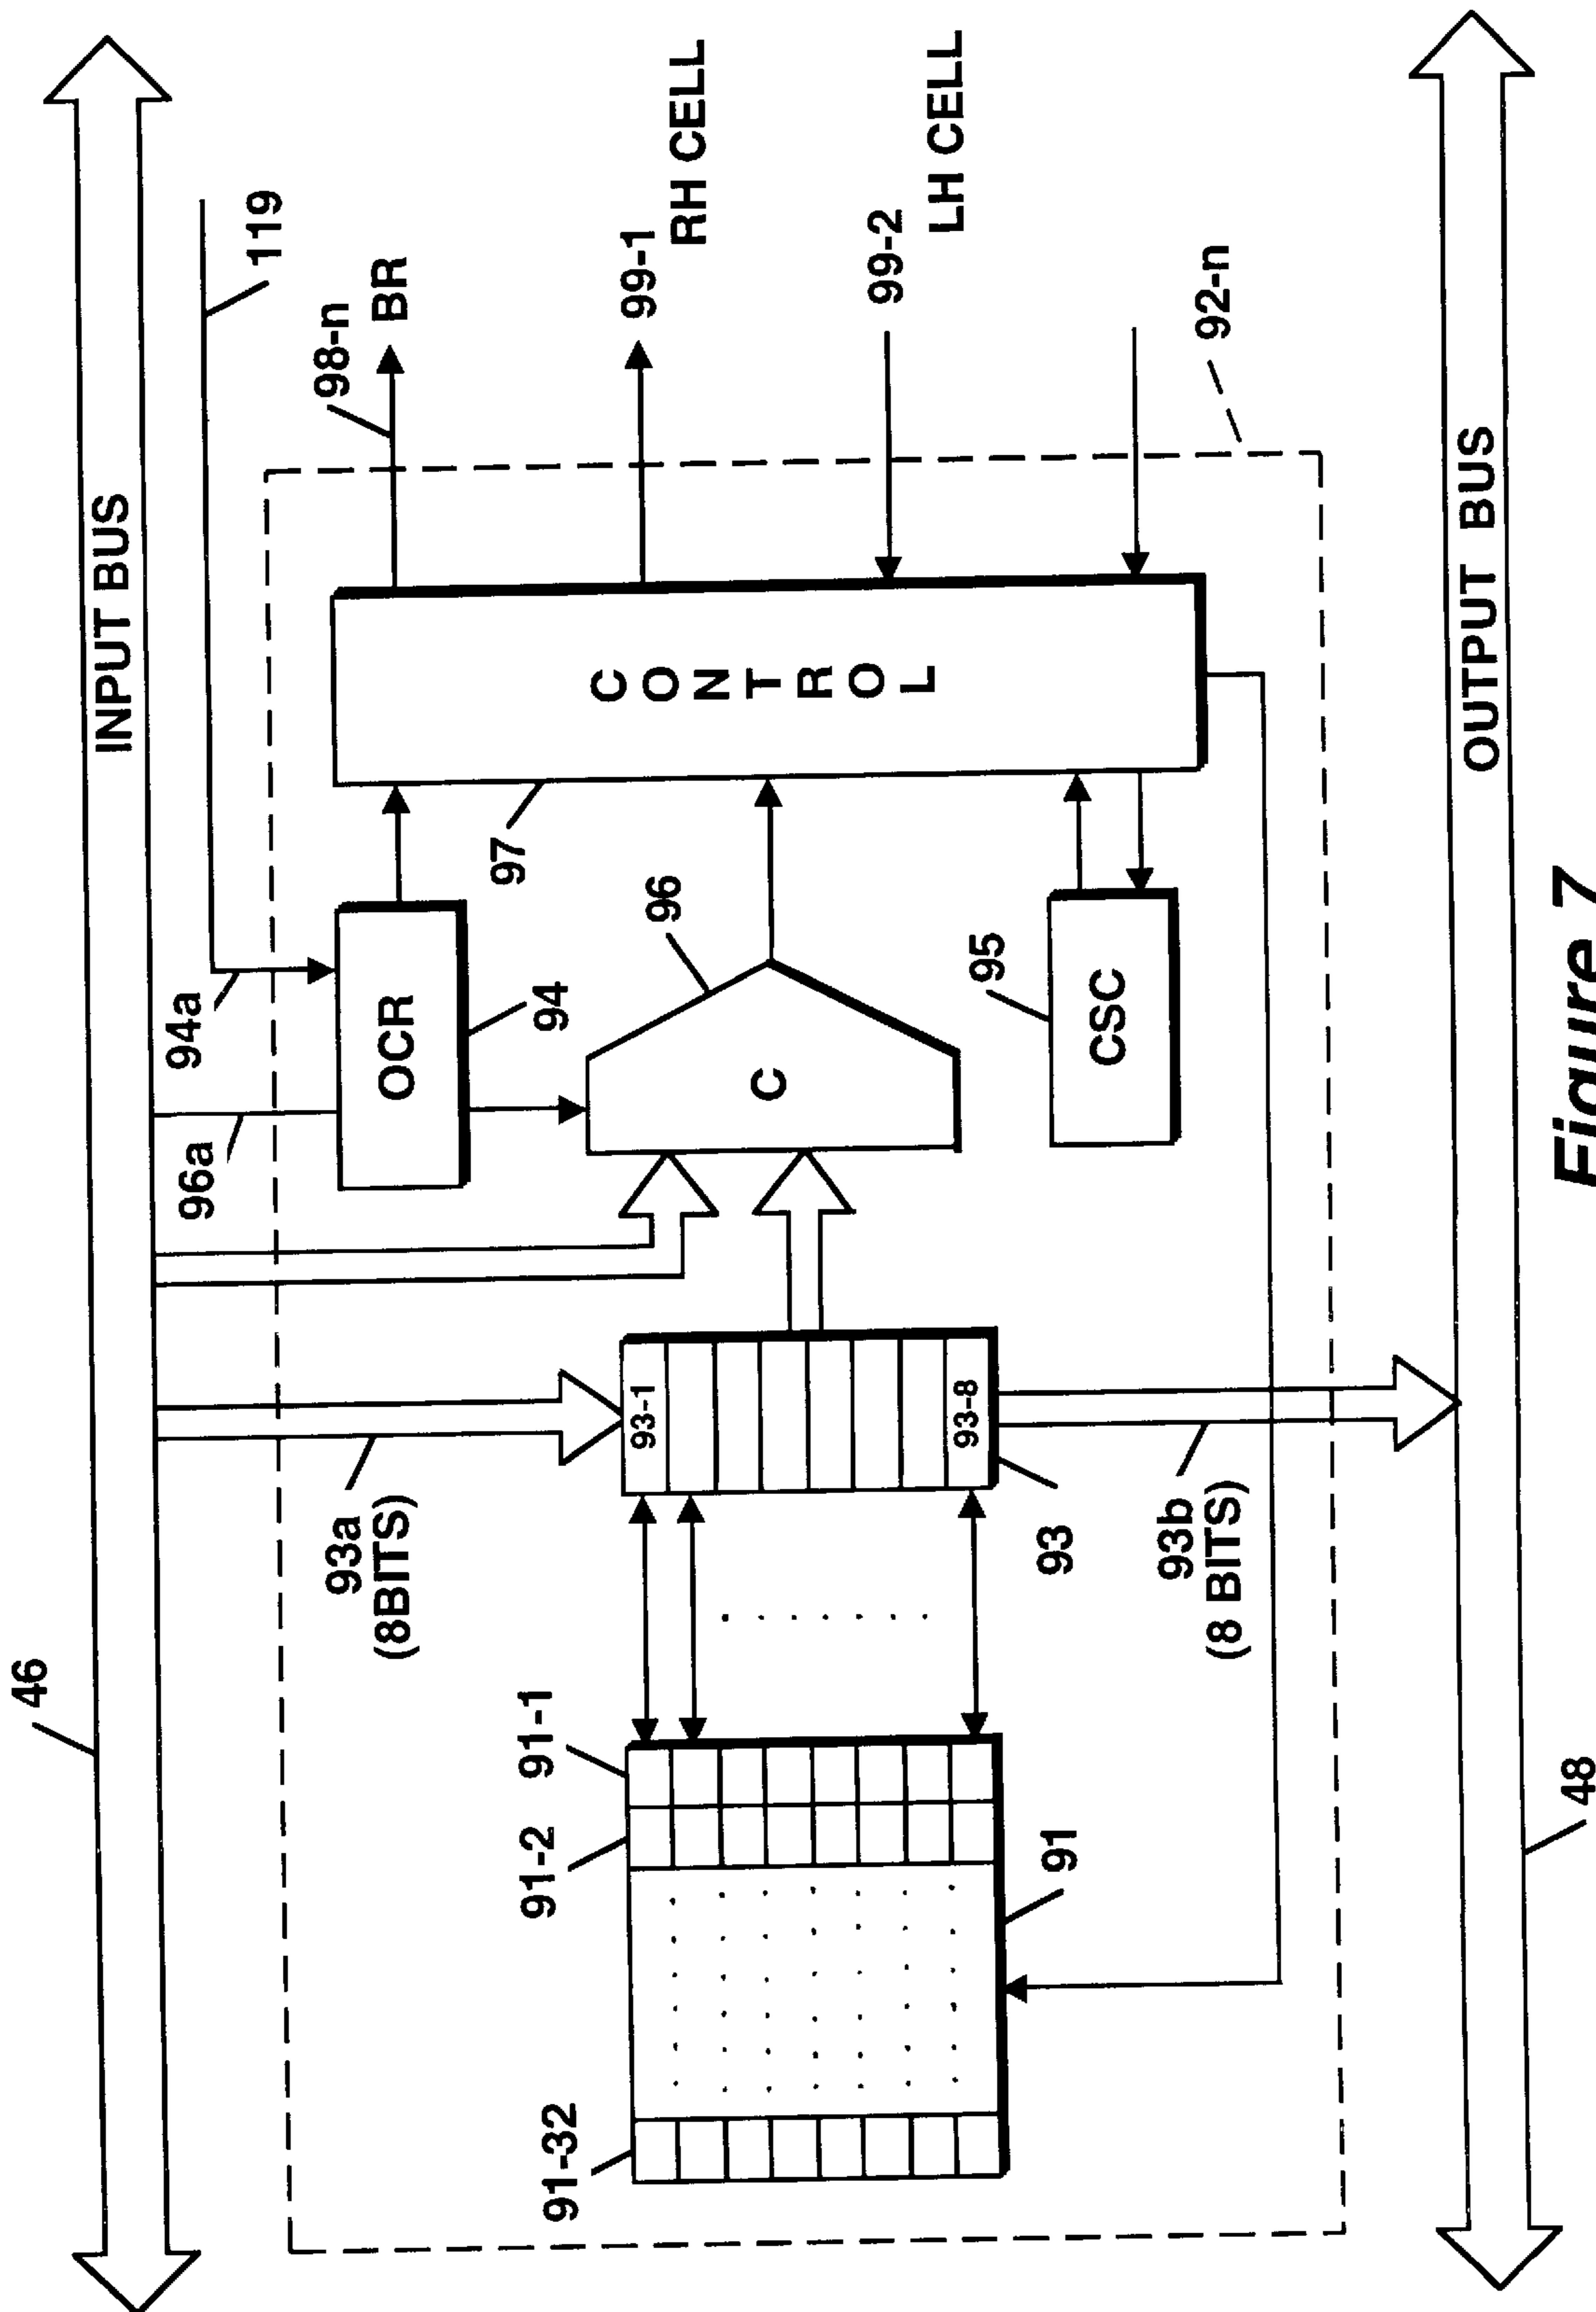 46
INPUT BUS
119
98-n
BR
96a
94a
93a
(8BITS)
OCR
94
97
99-1
RH CELL
91-32
91-2
91-1
93-1
96
C
CONTROL
99-2
LH CELL
93-8
95
CSC
91
93
93b
(8 BITS)
92-n
48
OUTPUT BUS
Figure 7